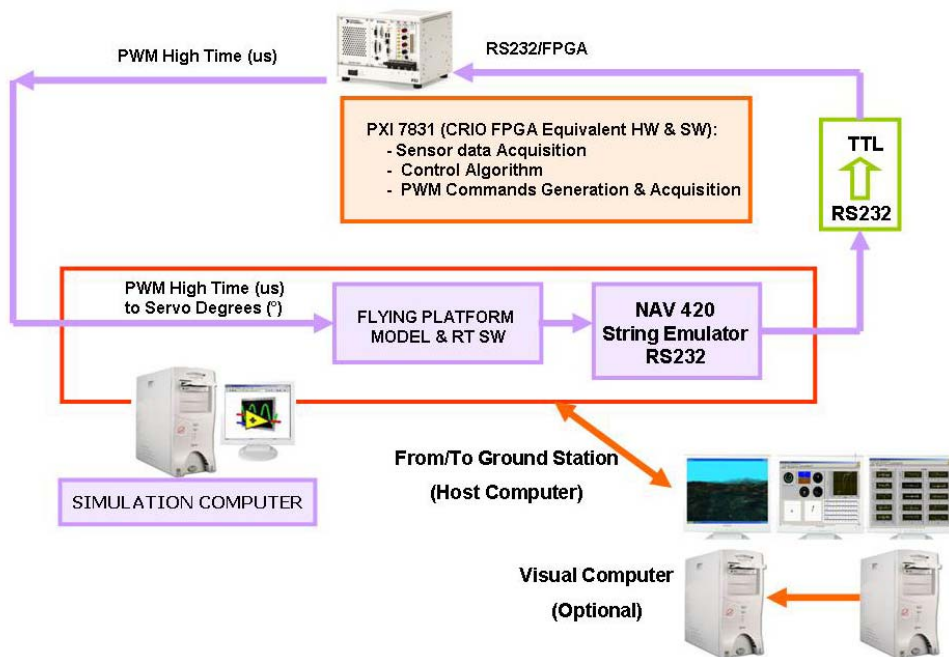 PWM High Time (us)
RS232/FPGA
PXI 7831 (CRIO FPGA Equivalent HW & SW):
- Sensor data Acquisition
- Control Algorithm
- PWM Commands Generation & Acquisition
TTL
RS232
PWM High Time (us)
to Servo Degrees (°)
FLYING PLATFORM
MODEL & RT SW
NAV 420
String Emulator
RS232
SIMULATION COMPUTER
From/To Ground Station
(Host Computer)
Visual Computer
(Optional)